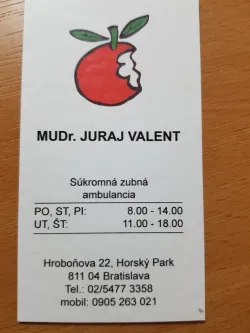 MUDr. JURAJ VALENT
Súkromná zubná
ambulancia
PO, ST, PI: 8.00 - 14.00
UT, ŠT: 11.00 - 18.00
Hroboňova 22, Horský Park
811 04 Bratislava
Tel.: 02/5477 3358
mobil: 0905 263 021